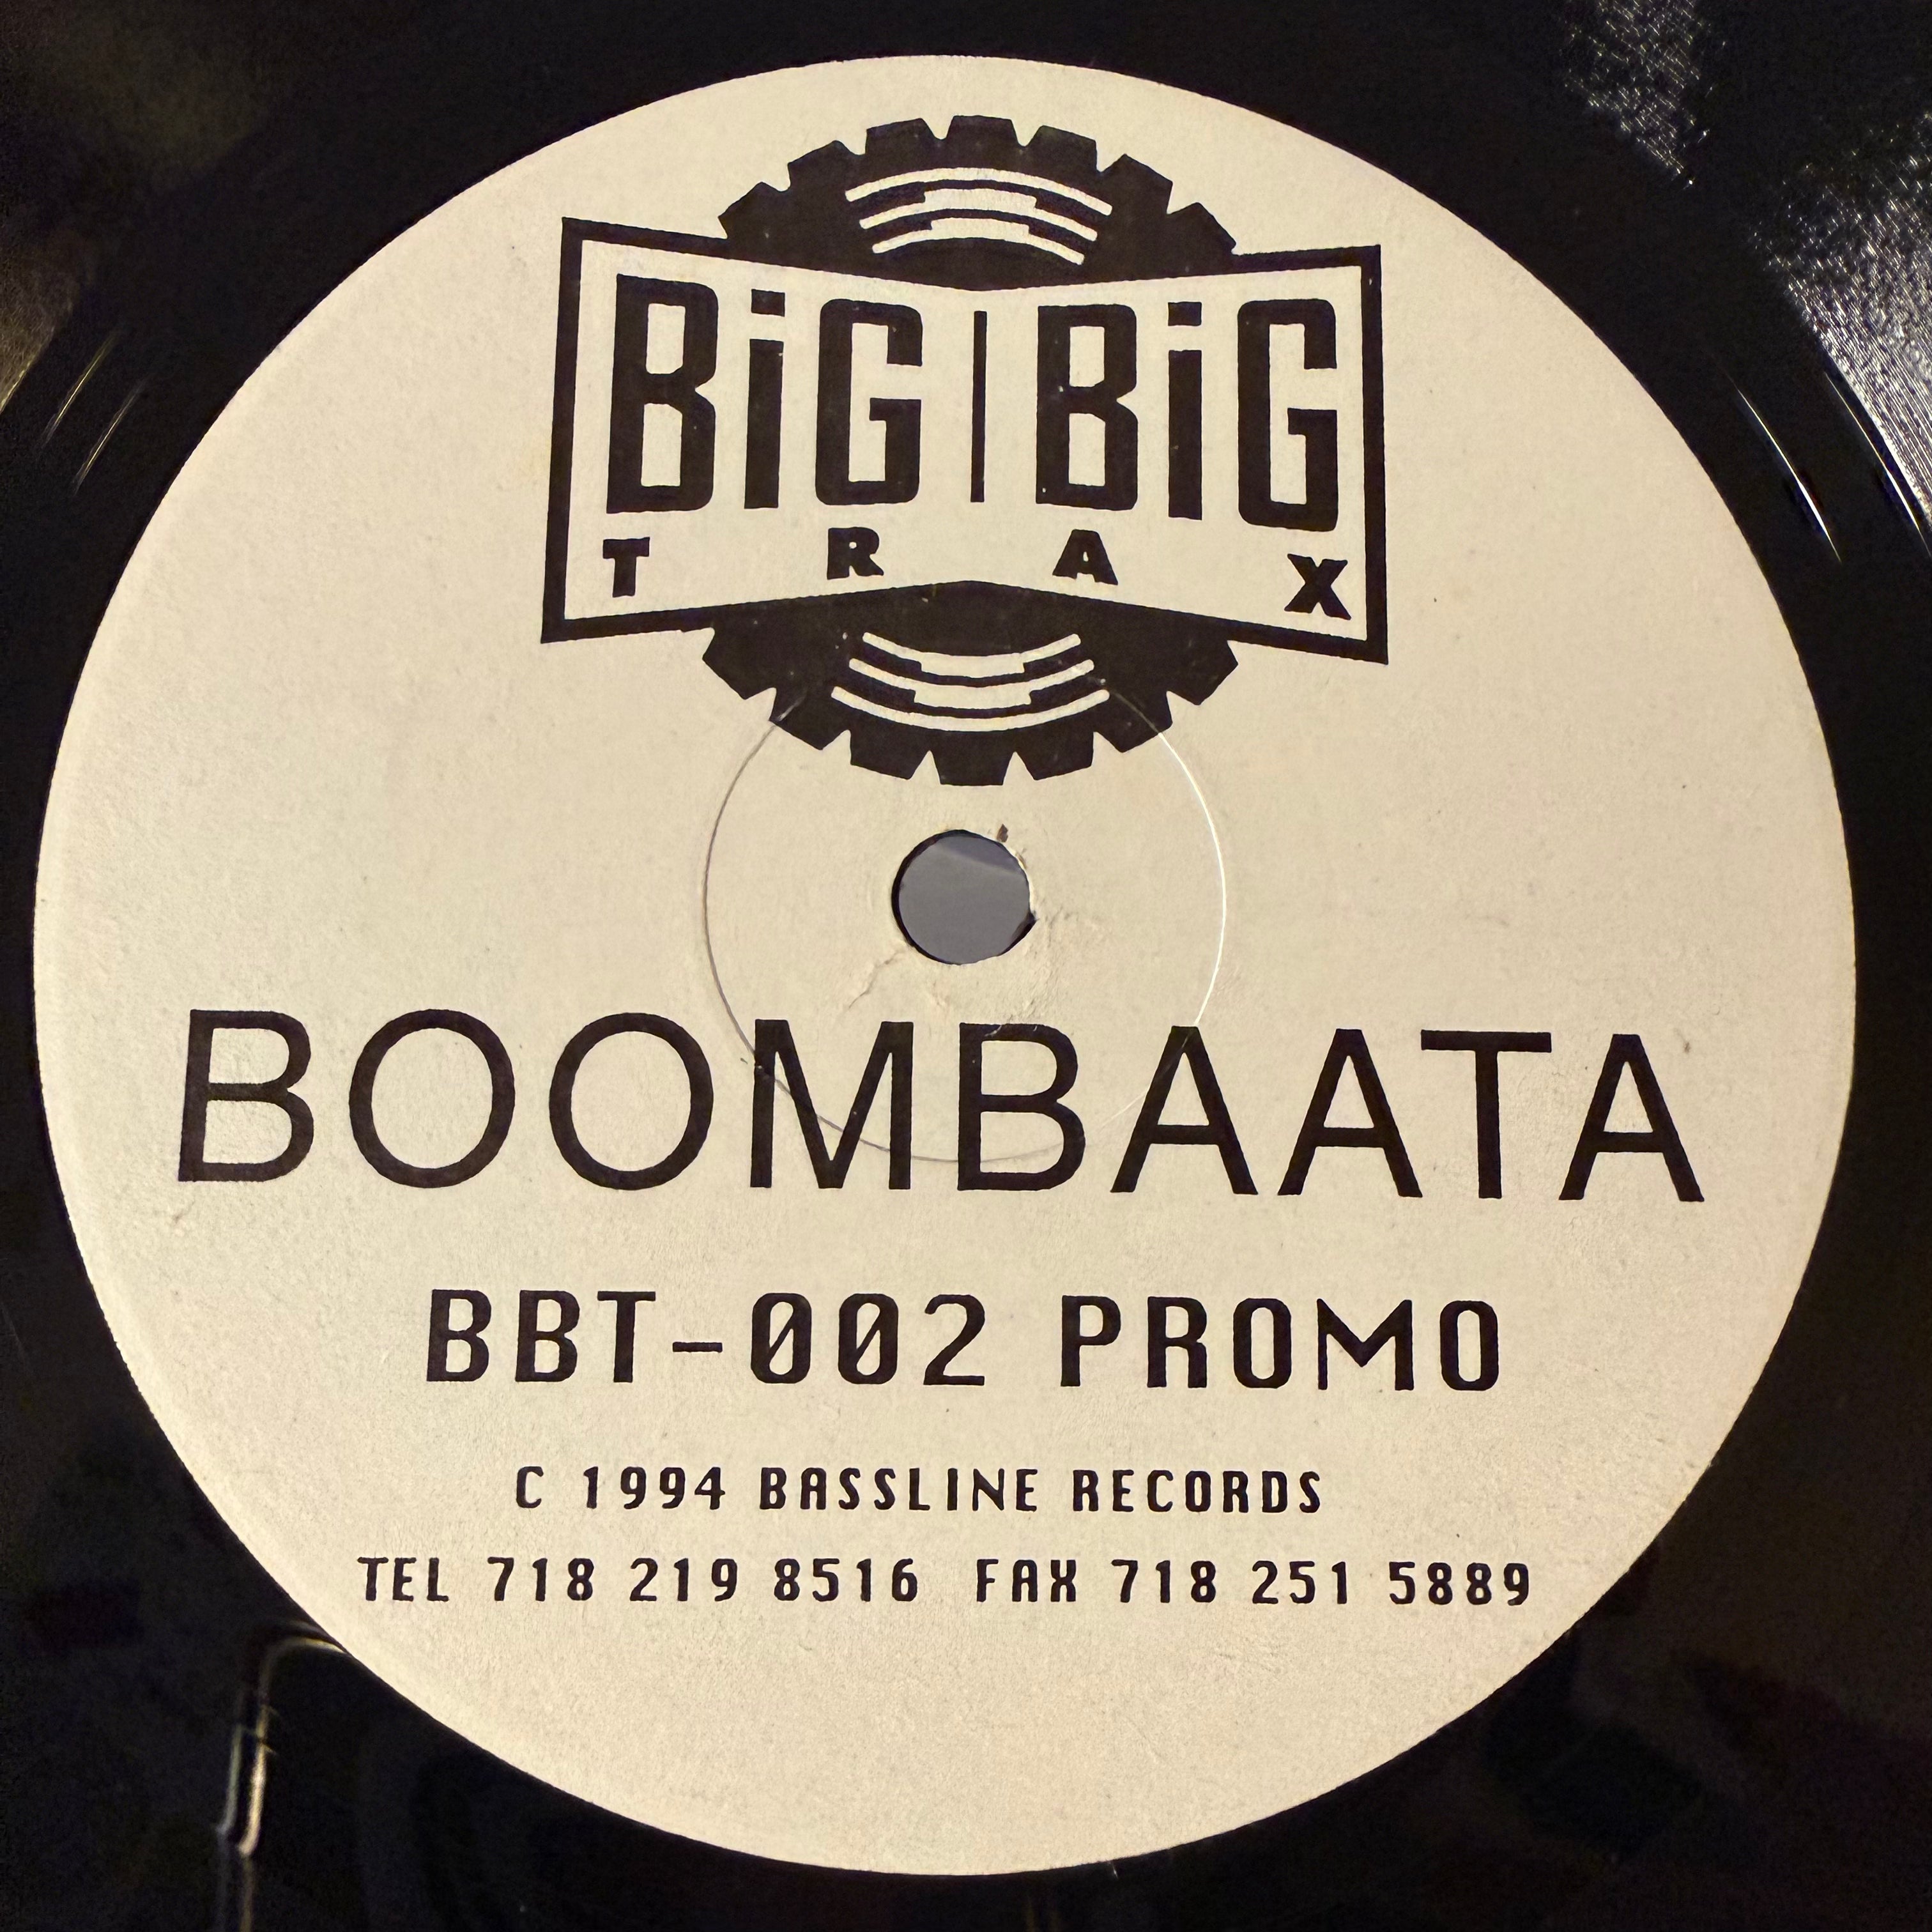 BiG|BiG
TRAX
BOOMBAATA
BBT-002 PROMO
C 1994 BASSLINE RECORDS
TEL 718 219 8516 FAX 718 251 5889